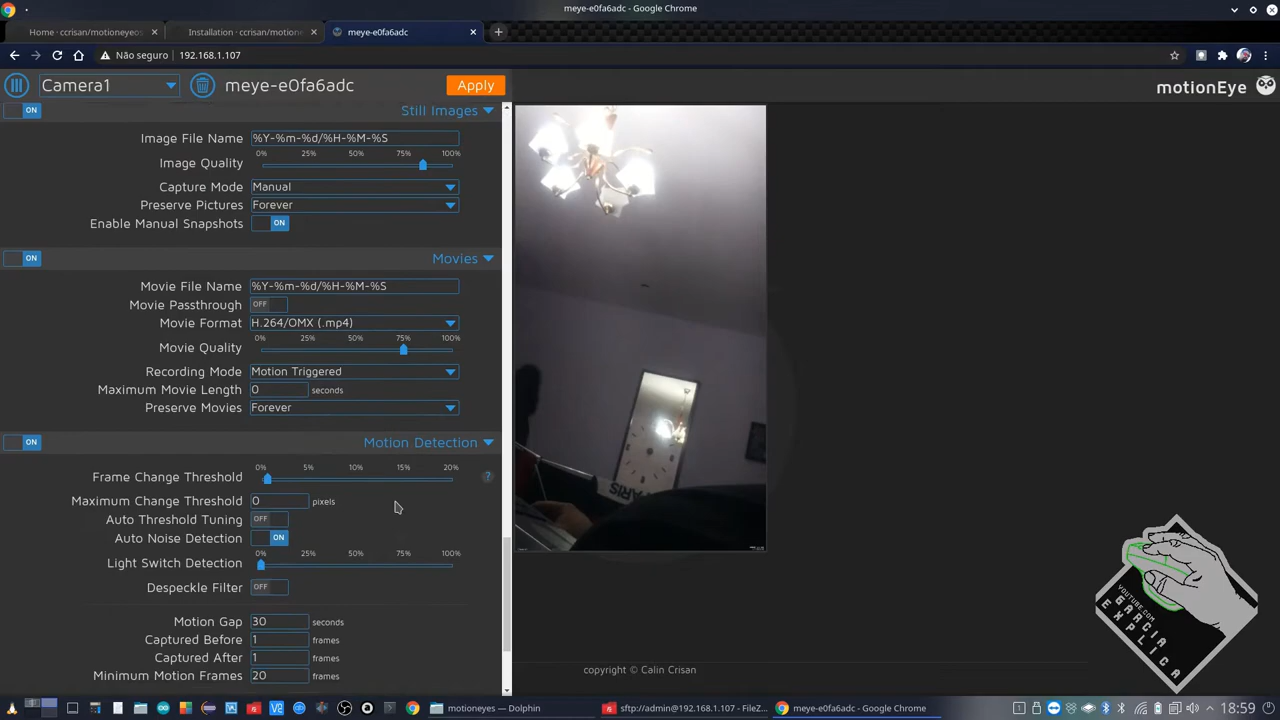 meye-e0fa6adc - Google Chrome
Home · ccrisan/motioneyeo
Installation · ccrisan/motione
meye-e0fa6adc
Não seguro
192.168.1.107
Camera1
meye-e0fa6adc
Apply
motionEye
ON
Still Images
Image File Name
%Y-%m-%d/%H-%M-%S
0% 25% 50% 75% 100%
Image Quality
Capture Mode
Manual
Preserve Pictures
Forever
Enable Manual Snapshots
ON
ON
Movies
Movie File Name
%Y-%m-%d/%H-%M-%S
Movie Passthrough
OFF
Movie Format
H.264/OMX (.mp4)
0% 25% 50% 75% 100%
Movie Quality
Recording Mode
Motion Triggered
Maximum Movie Length
0
seconds
Preserve Movies
Forever
ON
Motion Detection
0% 5% 10% 15% 20%
Frame Change Threshold
?
Maximum Change Threshold
0
pixels
Auto Threshold Tuning
OFF
Auto Noise Detection
ON
0% 25% 50% 75% 100%
Light Switch Detection
Despeckle Filter
OFF
Motion Gap
30
seconds
Captured Before
1
frames
Captured After
1
frames
Minimum Motion Frames
20
frames
PARIS
copyright © Calin Crisan
YOUTUBE.COM
GARCIA
EXPLICA
motioneyes — Dolphin
sftp://admin@192.168.1.107 - FileZ...
meye-e0fa6adc - Google Chrome
18:59